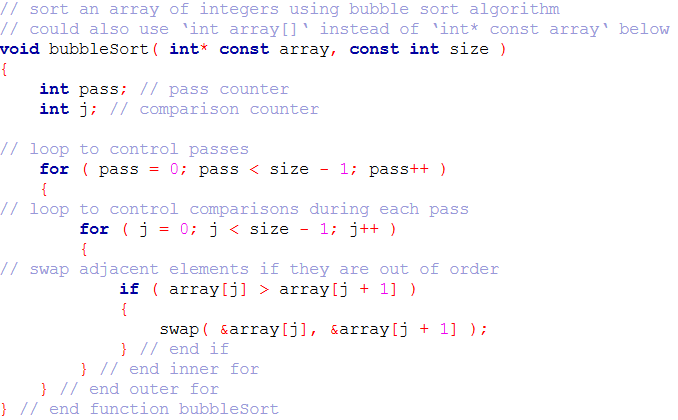 // sort an array of integers using bubble sort algorithm
// could also use ‛int array[]‛ instead of ‛int* const array‛ below
void bubbleSort( int* const array, const int size )
{
    int pass; // pass counter
    int j; // comparison counter

// loop to control passes
    for ( pass = 0; pass < size - 1; pass++ )
    {
// loop to control comparisons during each pass
        for ( j = 0; j < size - 1; j++ )
        {
// swap adjacent elements if they are out of order
            if ( array[j] > array[j + 1] )
            {
                swap( &array[j], &array[j + 1] );
            } // end if
        } // end inner for
    } // end outer for
} // end function bubbleSort